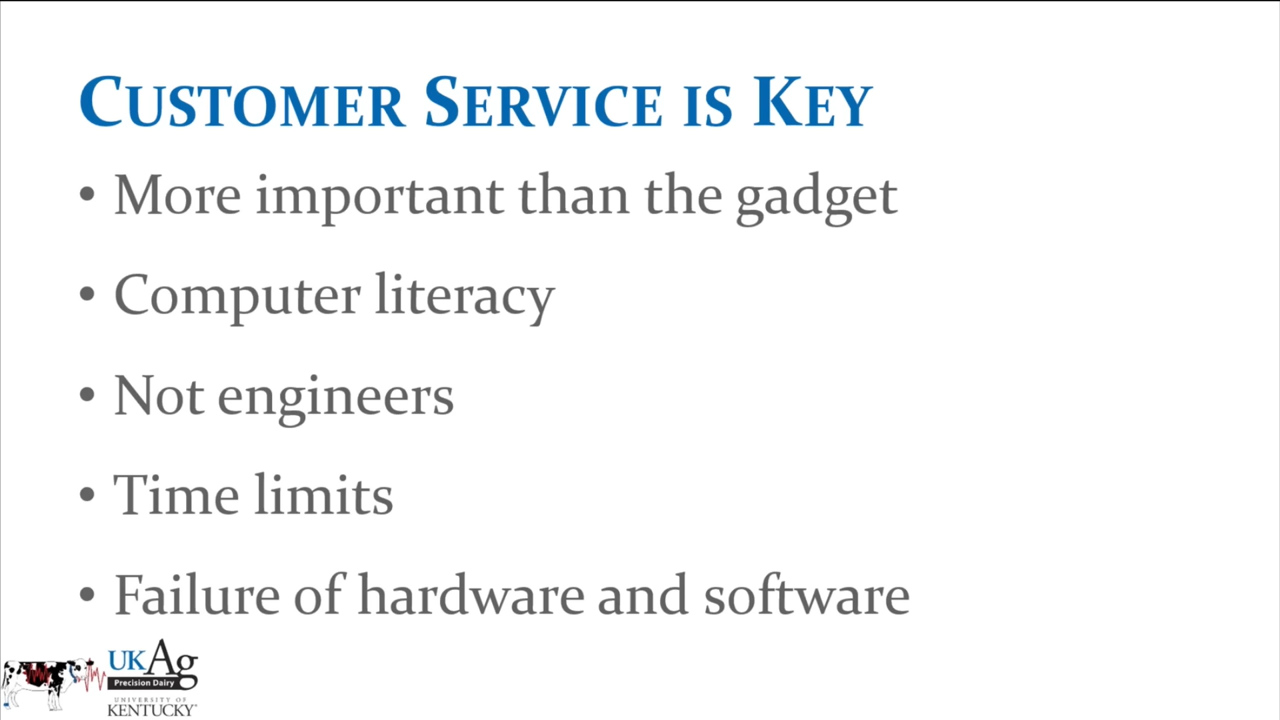 CUSTOMER SERVICE IS KEY
• More important than the gadget
• Computer literacy
• Not engineers
• Time limits
• Failure of hardware and software
UKAg
Precision Dairy
UNIVERSITY OF
KENTUCKY